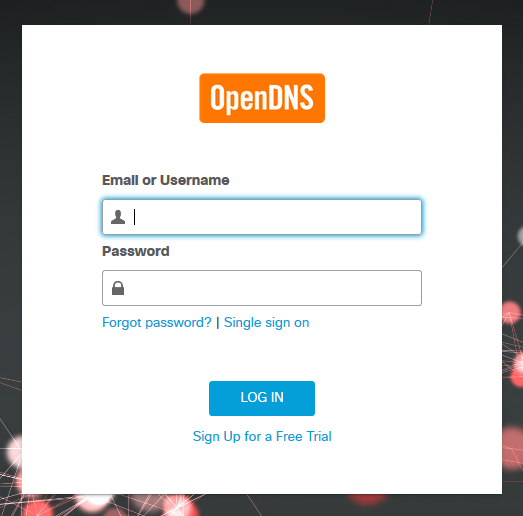 OpenDNS
Email or Username
Password
Forgot password? | Single sign on
LOG IN
Sign Up for a Free Trial